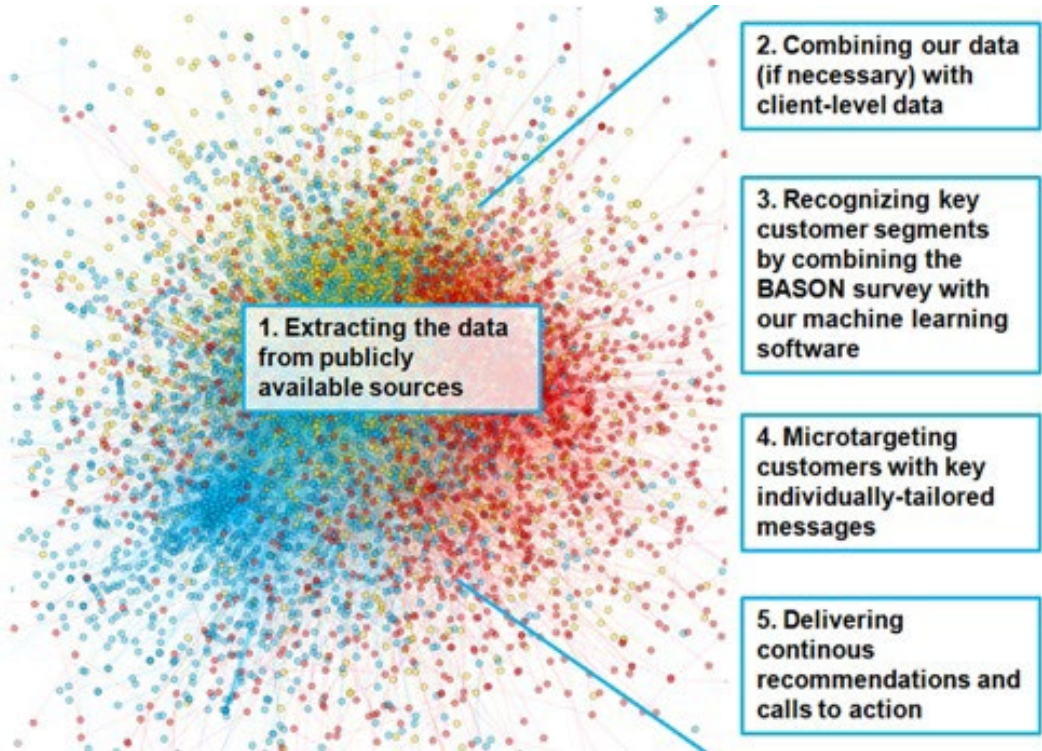 2. Combining our data
(if necessary) with
client-level data
3. Recognizing key
customer segments
by combining the
BASON survey with
our machine learning
software
1. Extracting the data
from publicly
available sources
4. Microtargeting
customers with key
individually-tailored
messages
5. Delivering
continous
recommendations and
calls to action